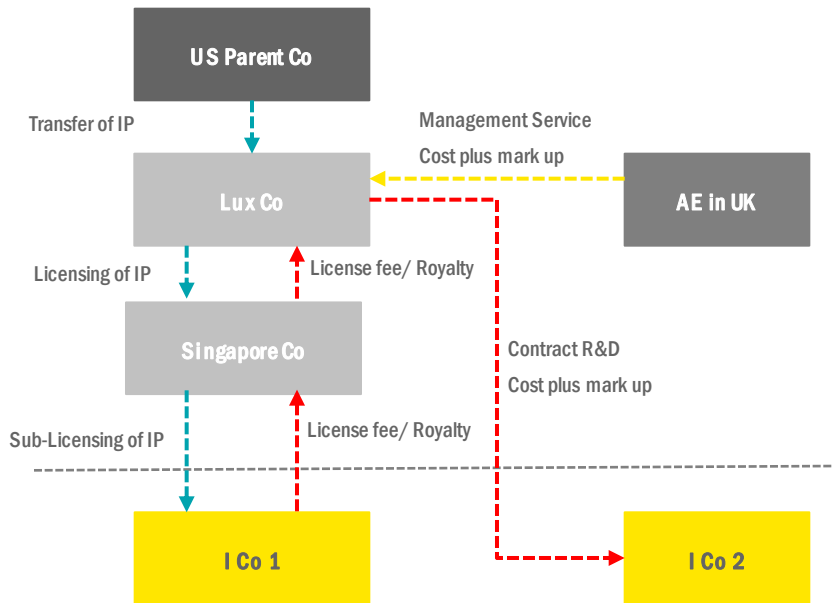 US Parent Co
Transfer of IP
Management Service
Cost plus mark up
Lux Co
AE in UK
Licensing of IP
License fee/ Royalty
Singapore Co
Contract R&D
Cost plus mark up
Sub-Licensing of IP
License fee/ Royalty
I Co 1
I Co 2